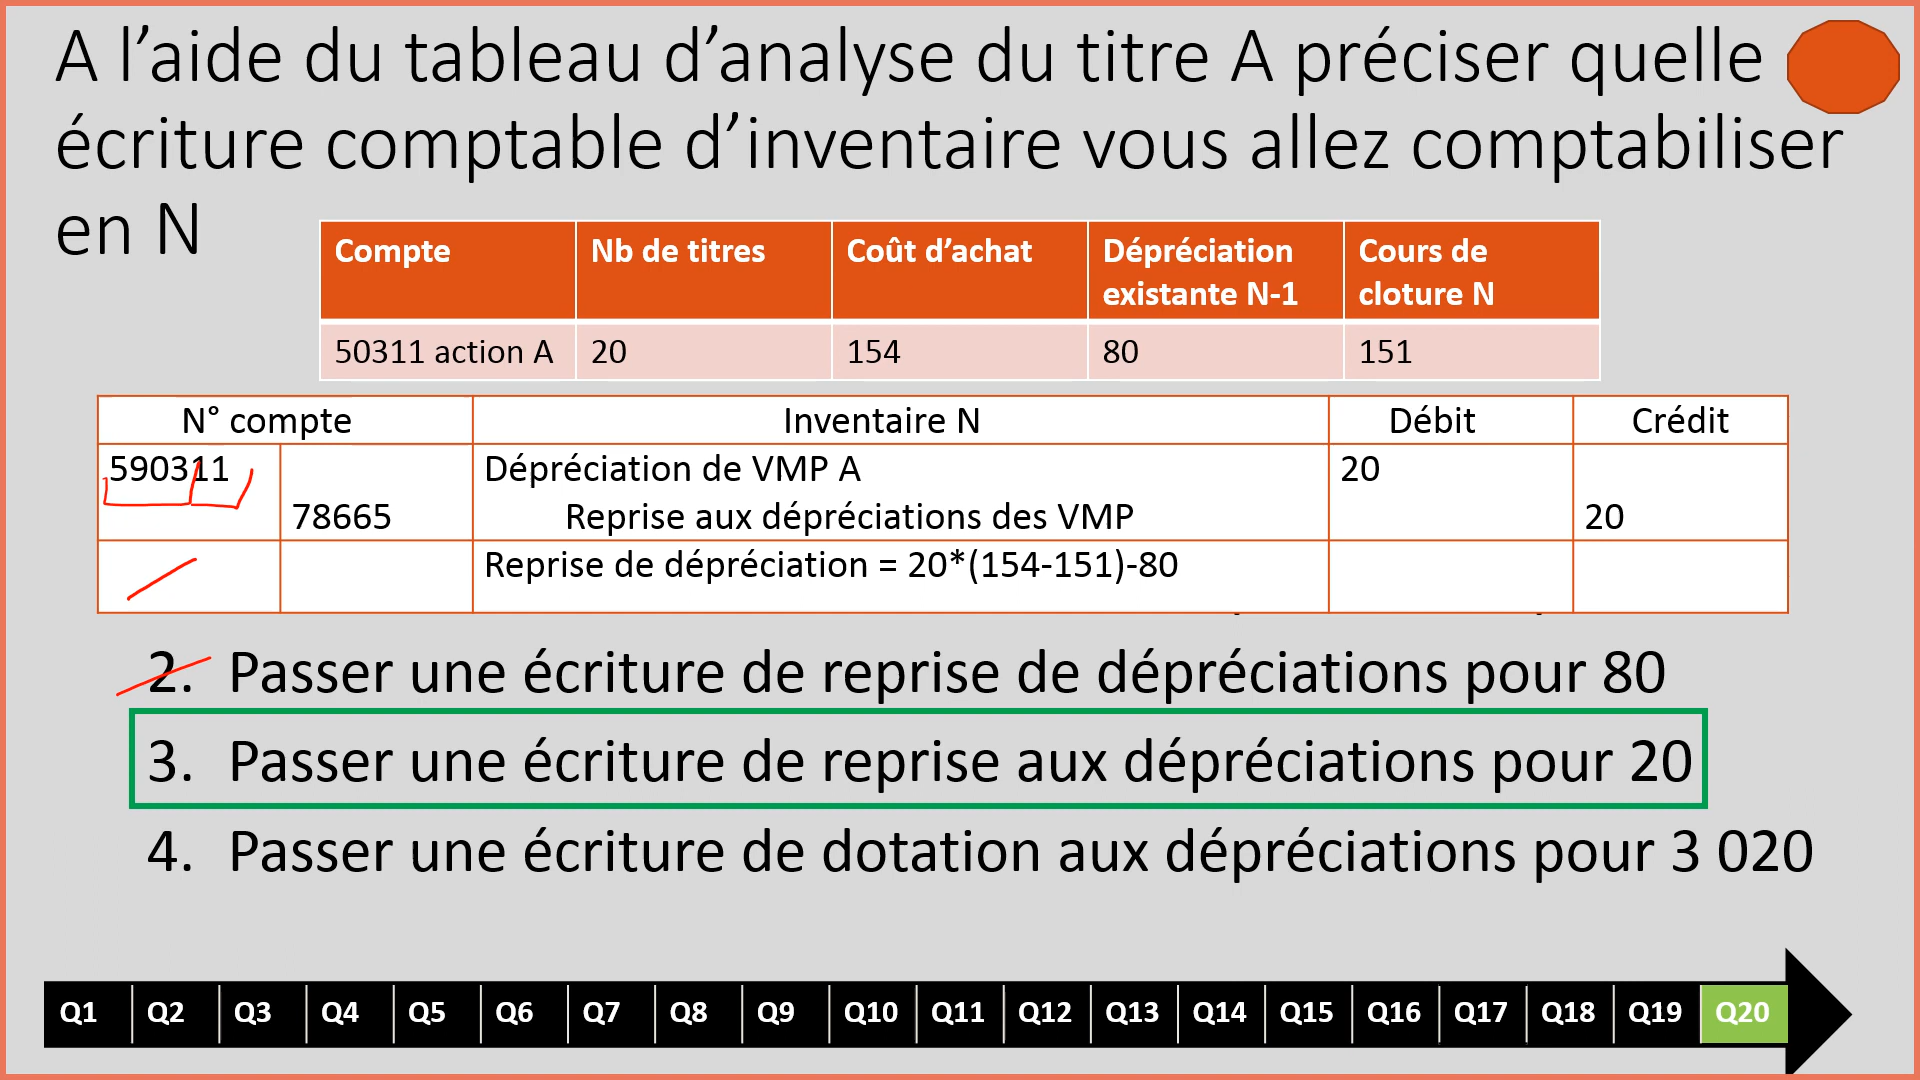 A l’aide du tableau d’analyse du titre A préciser quelle
écriture comptable d’inventaire vous allez comptabiliser
en N
Compte Nb de titres Coût d’achat Dépréciation existante N-1 Cours de cloture N
50311 action A 20 154 80 151
N° compte Inventaire N Débit Crédit
590311 Dépréciation de VMP A 20
78665 Reprise aux dépréciations des VMP 20
Reprise de dépréciation = 20*(154-151)-80
2. Passer une écriture de reprise de dépréciations pour 80
3. Passer une écriture de reprise aux dépréciations pour 20
4. Passer une écriture de dotation aux dépréciations pour 3 020
Q1 Q2 Q3 Q4 Q5 Q6 Q7 Q8 Q9 Q10 Q11 Q12 Q13 Q14 Q15 Q16 Q17 Q18 Q19 Q20